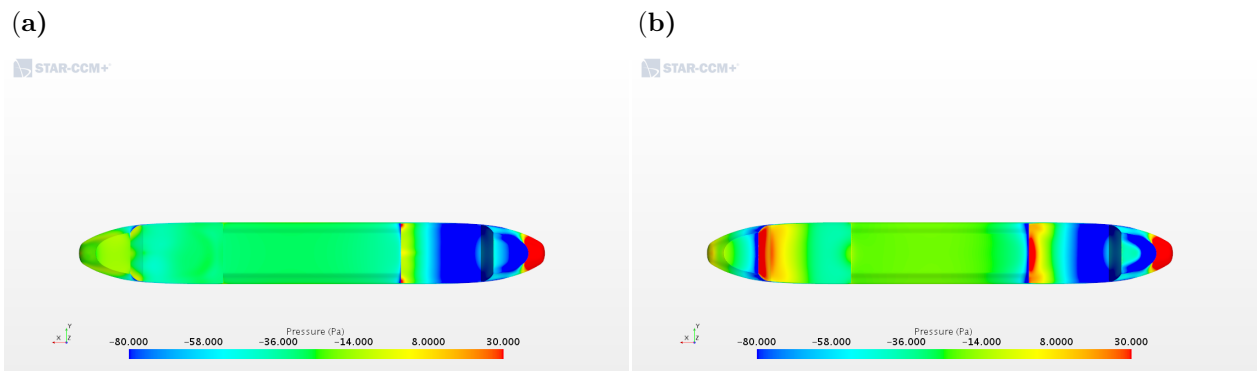 (a)
(b)
STAR-CCM+
STAR-CCM+
Y
X Z
Pressure (Pa)
-80.000 -58.000 -36.000 -14.000 8.0000 30.000
Y
X Z
Pressure (Pa)
-80.000 -58.000 -36.000 -14.000 8.0000 30.000